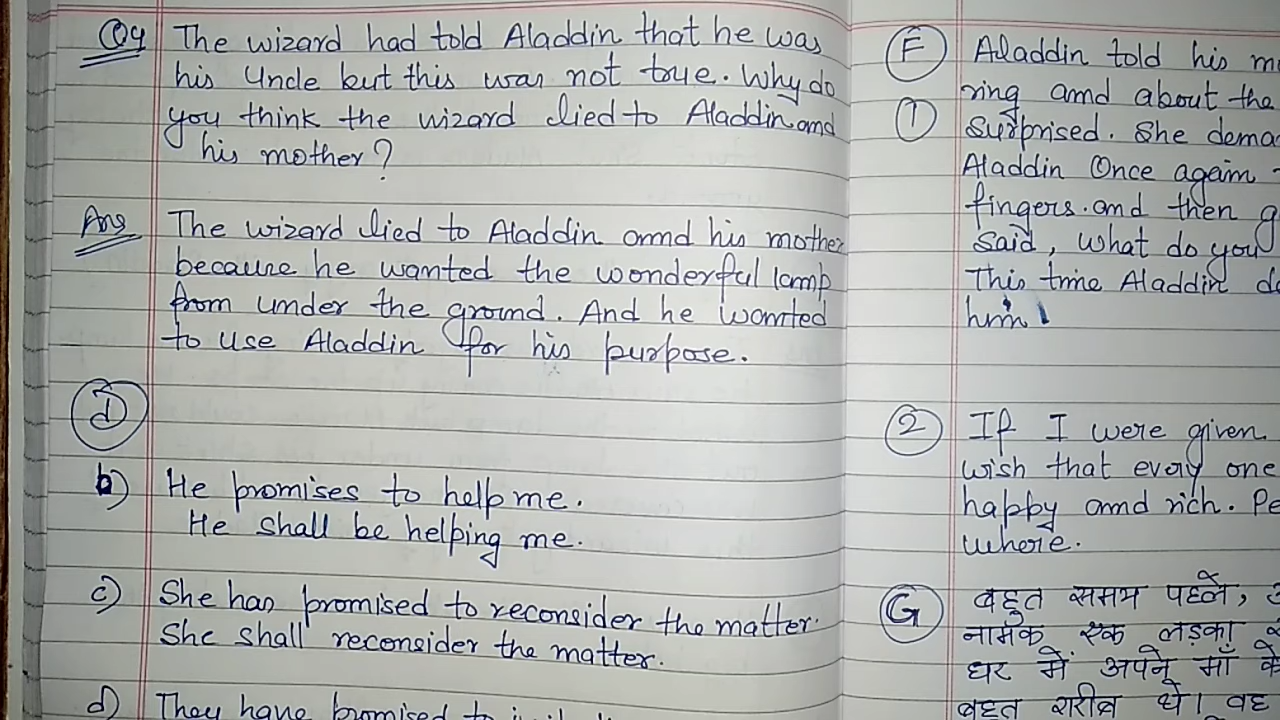 Q4 The wizard had told Aladdin that he was
his Uncle but this was not true. Why do
you think the wizard lied to Aladdin and
his mother?
Ans The wizard lied to Aladdin and his mother
because he wanted the wonderful lamp
from under the ground. And he wanted
to use Aladdin for his purpose.
D
b) He promises to help me.
He shall be helping me.
c) She has promised to reconsider the matter.
She shall reconsider the matter.
d) They have promised to
F Aladdin told his
ring and about the
1 Surprised. She
Aladdin Once again
fingers. and then
Said, what do you
This time Aladdin
him
2 If I were given
wish that every one
happy and rich.
where.
G बहुत समय पहले,
नामक एक लड़का
घर में अपने माँ के
बहुत गरीब थे। वह